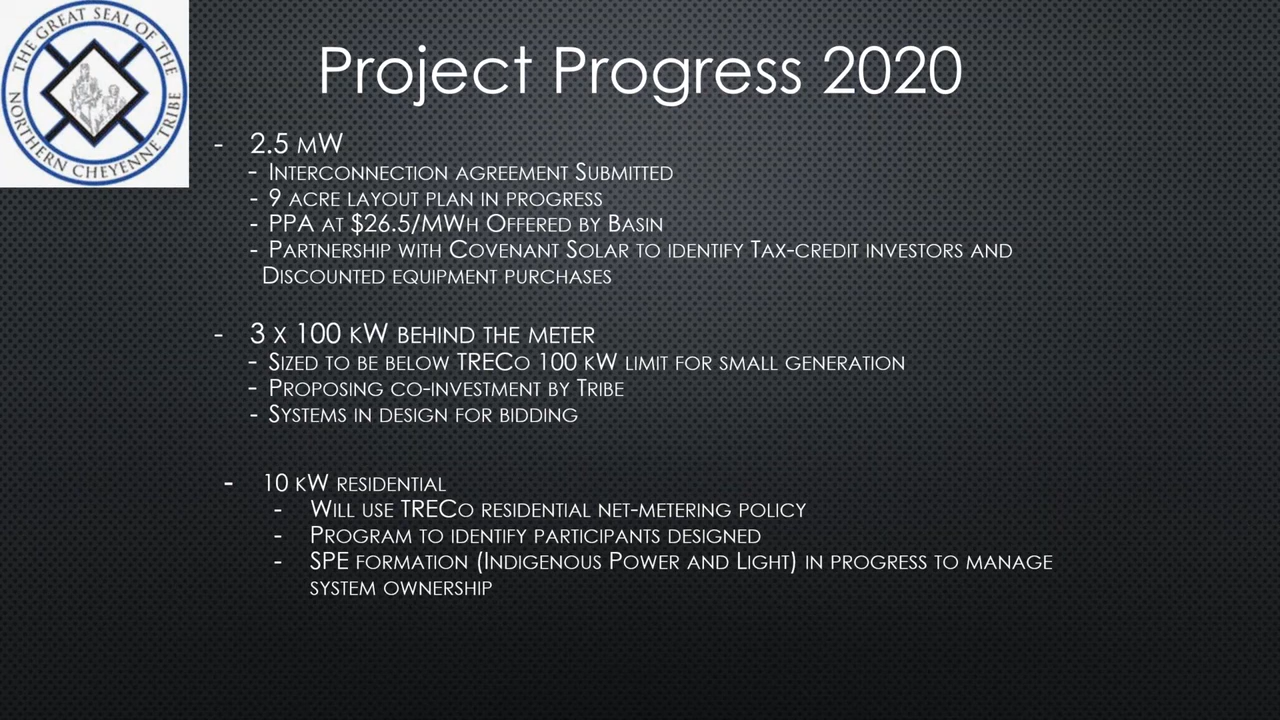 THE GREAT SEAL OF THE
NORTHERN CHEYENNE TRIBE
Project Progress 2020
- 2.5 MW
- Interconnection agreement Submitted
- 9 acre layout plan in progress
- PPA at $26.5/MWh Offered by Basin
- Partnership with Covenant Solar to identify Tax-credit investors and
Discounted equipment purchases
- 3 x 100 kW behind the meter
- Sized to be below TRECo 100 kW limit for small generation
- Proposing co-investment by Tribe
- Systems in design for bidding
- 10 kW residential
- Will use TRECo residential net-metering policy
- Program to identify participants designed
- SPE formation (Indigenous Power and Light) in progress to manage
system ownership